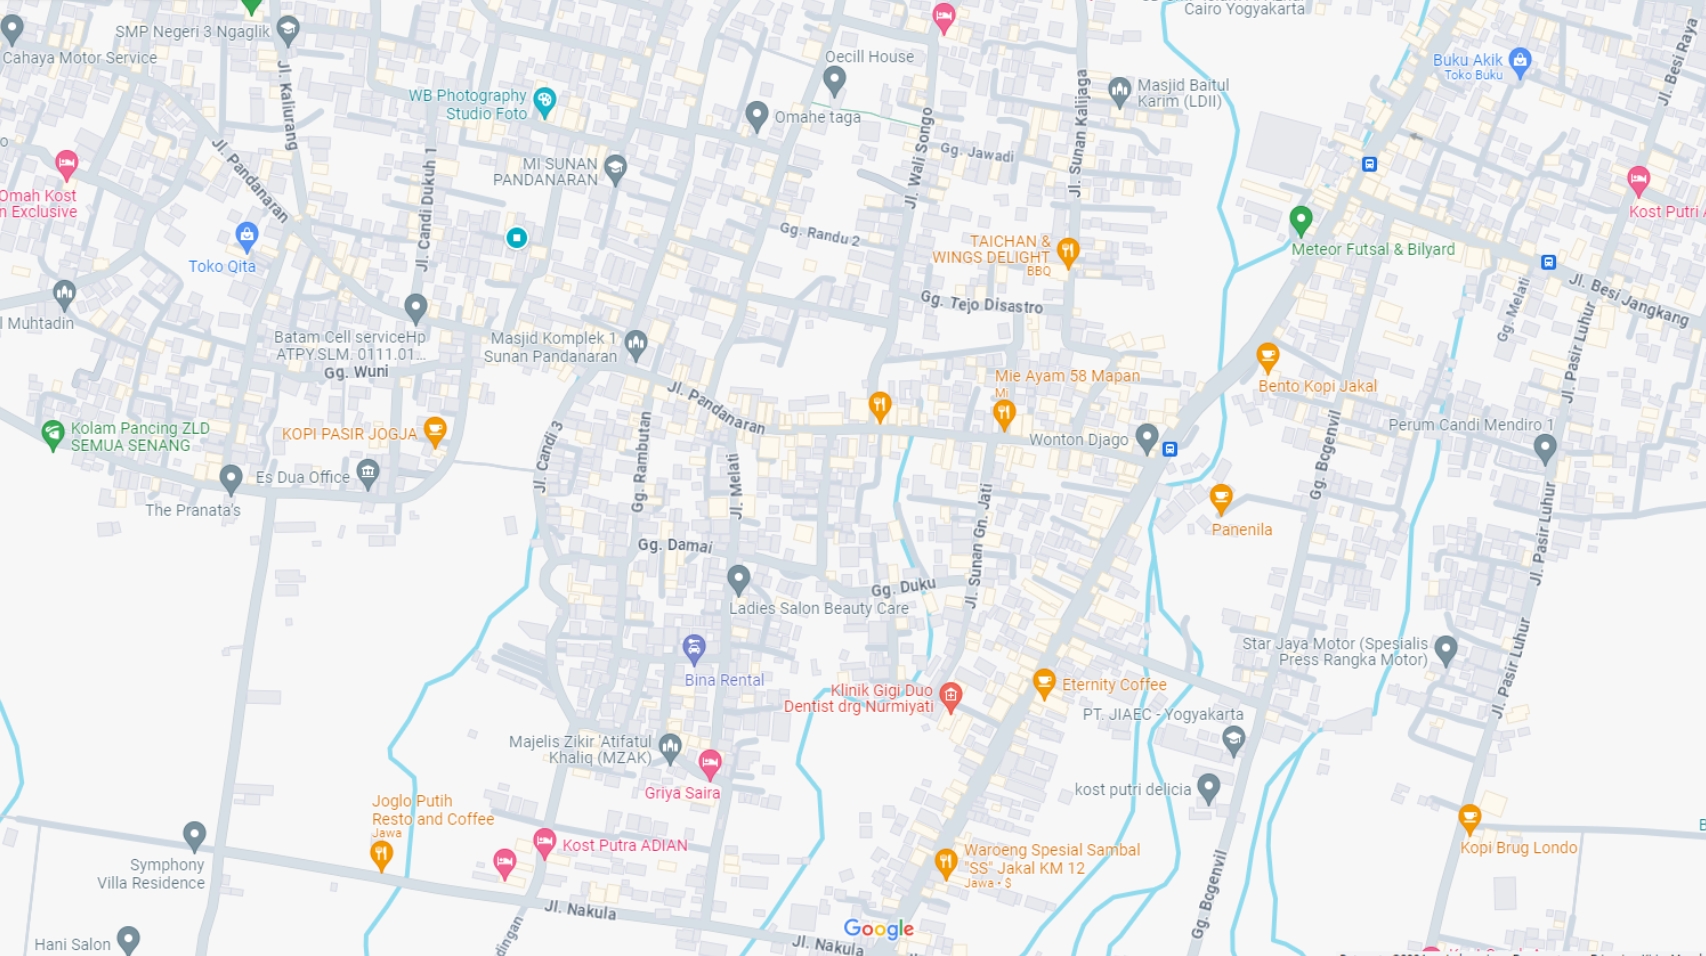 Cairo Yogyakarta
SMP Negeri 3 Ngaglik
Cahaya Motor Service
Oecill House
Buku Akik
Toko Buku
Jl. Besi Raya
Jl. Kaliurang
WB Photography
Studio Foto
Masjid Baitul
Karim (LDII)
Omahe taga
Jl. Pandanaran
Jl. Candi Dukuh 1
MI SUNAN
PANDANARAN
Jl. Wali Songo
Gg. Jawadi
Jl. Sunan Kalijaga
Omah Kost
n Exclusive
Kost Putri
Gg. Randu 2
TAICHAN &
WINGS DELIGHT
BBQ
Meteor Futsal & Bilyard
Toko Qita
Gg. Tejo Disastro
Jl. Besi Jangkang
Gg. Melati
l Muhtadin
Batam Cell serviceHp
ATPY.SLM. 0111.01...
Gg. Wuni
Masjid Komplek 1
Sunan Pandanaran
Jl. Pasir Luhur
Mie Ayam 58 Mapan
Mi
Bento Kopi Jakal
Jl. Pandanaran
Kolam Pancing ZLD
SEMUA SENANG
KOPI PASIR JOGJA
Wonton Djago
Perum Candi Mendiro 1
Jl. Candi 3
Gg. Rambutan
Jl. Melati
Gg. Bogenvil
Es Dua Office
The Pranata's
Panenila
Jl. Sunan Gn. Jati
Jl. Pasir Luhur
Gg. Damai
Gg. Duku
Ladies Salon Beauty Care
Star Jaya Motor (Spesialis
Press Rangka Motor)
Jl. Pasir Luhur
Bina Rental
Klinik Gigi Duo
Dentist drg Nurmiyati
Eternity Coffee
PT. JIAEC - Yogyakarta
Majelis Zikir 'Atifatul
Khaliq (MZAK)
Griya Saira
kost putri delicia
Joglo Putih
Resto and Coffee
Jawa
Kost Putra ADIAN
Symphony
Villa Residence
Waroeng Spesial Sambal
"SS" Jakal KM 12
Jawa • $
Kopi Brug Londo
Gg. Bogenvil
Jl. Nakula
Google
Hani Salon
dingan
Jl. Nakula